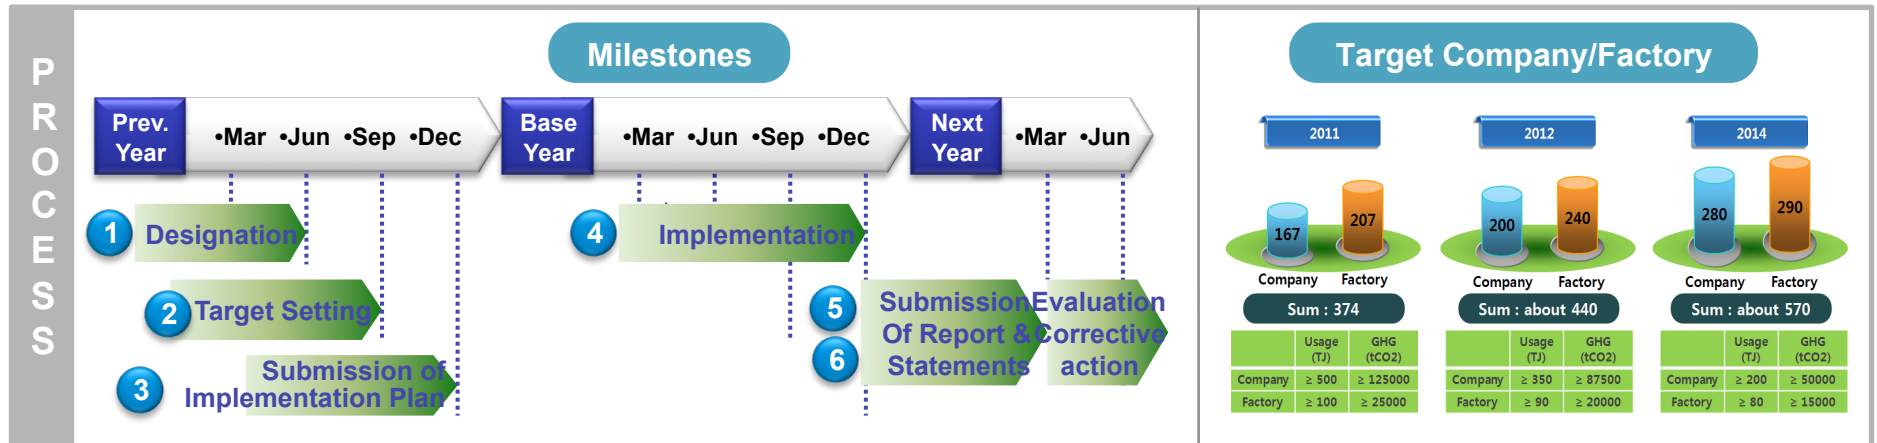 PROCESS
Milestones
Prev.
Year
•Mar •Jun •Sep •Dec
Base
Year
•Mar •Jun •Sep •Dec
Next
Year
•Mar •Jun
1
Designation
2
Target Setting
3
Submission of
Implementation Plan
4
Implementation
5
6
Submission
Of Report &
Statements
Evaluation
Corrective
action
Target Company/Factory
2011
167
207
Company Factory
Sum : 374
Usage (TJ) GHG (tCO2)
Company ≥ 500 ≥ 125000
Factory ≥ 100 ≥ 25000
2012
200
240
Company Factory
Sum : about 440
Usage (TJ) GHG (tCO2)
Company ≥ 350 ≥ 87500
Factory ≥ 90 ≥ 20000
2014
280
290
Company Factory
Sum : about 570
Usage (TJ) GHG (tCO2)
Company ≥ 200 ≥ 50000
Factory ≥ 80 ≥ 15000